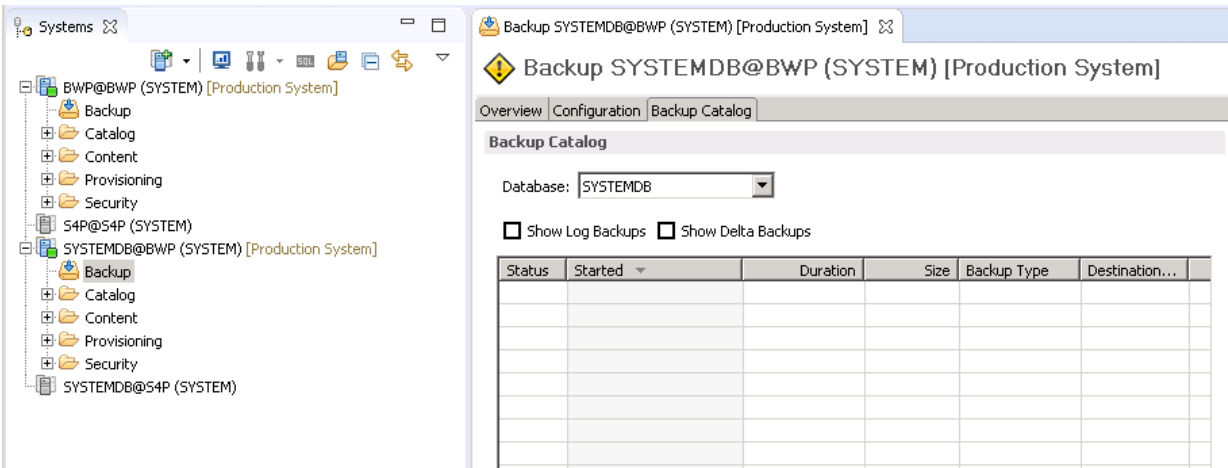 Systems
BWP@BWP (SYSTEM) [Production System]
Backup
Catalog
Content
Provisioning
Security
S4P@S4P (SYSTEM)
SYSTEMDB@BWP (SYSTEM) [Production System]
Backup
Catalog
Content
Provisioning
Security
SYSTEMDB@S4P (SYSTEM)
Backup SYSTEMDB@BWP (SYSTEM) [Production System]
Backup SYSTEMDB@BWP (SYSTEM) [Production System]
Overview Configuration Backup Catalog
Backup Catalog
Database: SYSTEMDB
Show Log Backups Show Delta Backups
Status Started Duration Size Backup Type Destination...